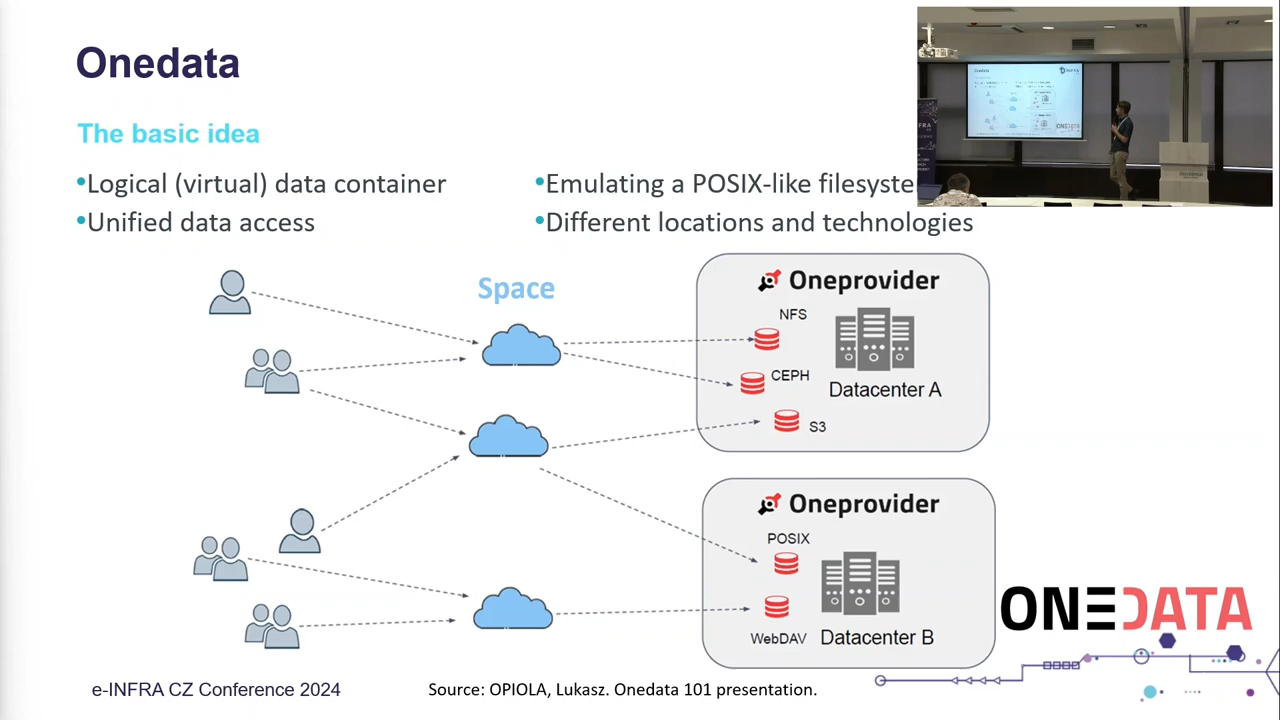 Onedata
The basic idea
•Logical (virtual) data container
•Unified data access
•Emulating a POSIX-like filesyste
•Different locations and technologies
Space
Oneprovider
NFS
CEPH
Datacenter A
S3
Oneprovider
POSIX
WebDAV
Datacenter B
ONEDATA
e-INFRA CZ Conference 2024
Source: OPIOLA, Lukasz. Onedata 101 presentation.